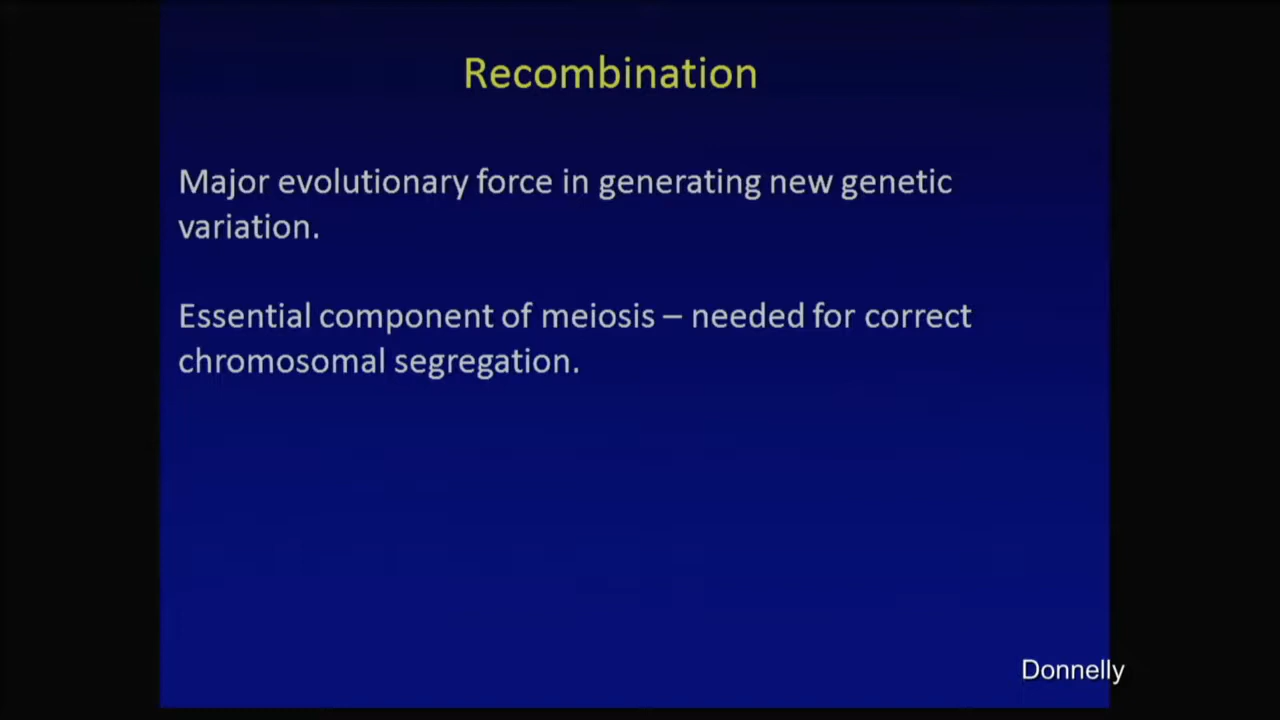 Recombination
Major evolutionary force in generating new genetic
variation.
Essential component of meiosis – needed for correct
chromosomal segregation.
Donnelly